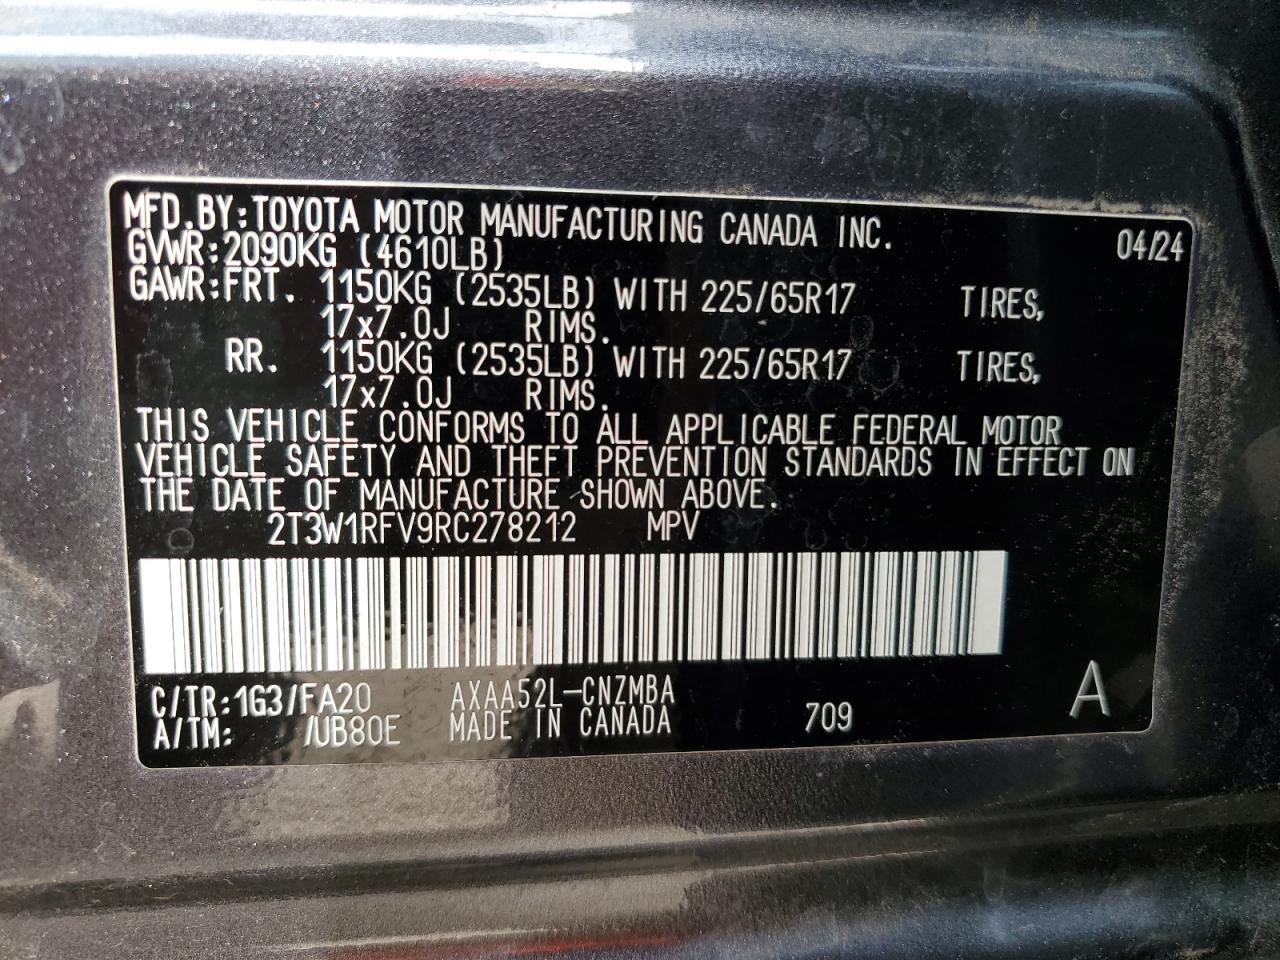 MFD.BY:TOYOTA MOTOR MANUFACTURING CANADA INC. 04/24
GVWR:2090KG (4610LB)
GAWR:FRT. 1150KG (2535LB) WITH 225/65R17 TIRES,
17x7.0J RIMS.
RR. 1150KG (2535LB) WITH 225/65R17 TIRES,
17x7.0J RIMS.
THIS VEHICLE CONFORMS TO ALL APPLICABLE FEDERAL MOTOR
VEHICLE SAFETY AND THEFT PREVENTION STANDARDS IN EFFECT ON
THE DATE OF MANUFACTURE SHOWN ABOVE.
2T3W1RFV9RC278212 MPV
C/TR:1G3/FA20 AXAA52L-CNZMBA A
A/TM: /UB80E MADE IN CANADA 709